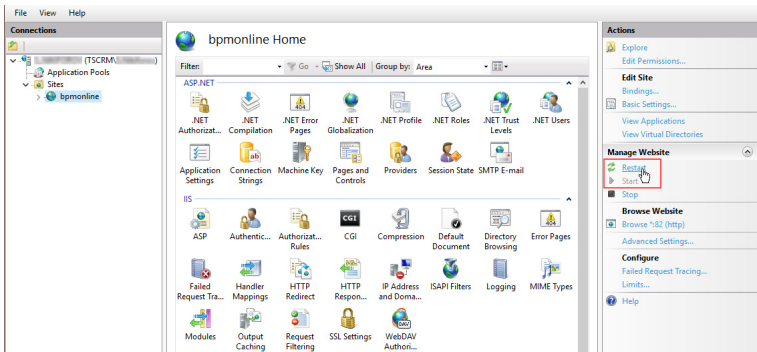 File View Help
Connections
(TSCRM\
)
Application Pools
Sites
bpmonline
bpmonline Home
Filter:
Go
Show All
Group by: Area
ASP.NET
.NET Authorizat...
.NET Compilation
404
.NET Error Pages
.NET Globalization
.NET Profile
.NET Roles
.NET Trust Levels
.NET Users
Application Settings
ab
Connection Strings
Machine Key
Pages and Controls
Providers
Session State
SMTP E-mail
IIS
ASP
Authentic...
Authorizat... Rules
CGI
CGI
Compression
Default Document
Directory Browsing
404
Error Pages
Failed Request Tra...
Handler Mappings
HTTP Redirect
HTTP Respon...
IP Address and Doma...
ISAPI Filters
Logging
MIME Types
Modules
Output Caching
Request Filtering
SSL Settings
DAV
WebDAV Authori...
Actions
Explore
Edit Permissions...
Edit Site
Bindings...
Basic Settings...
View Applications
View Virtual Directories
Manage Website
Restart
Start
Stop
Browse Website
Browse *:82 (http)
Advanced Settings...
Configure
Failed Request Tracing...
Limits...
Help